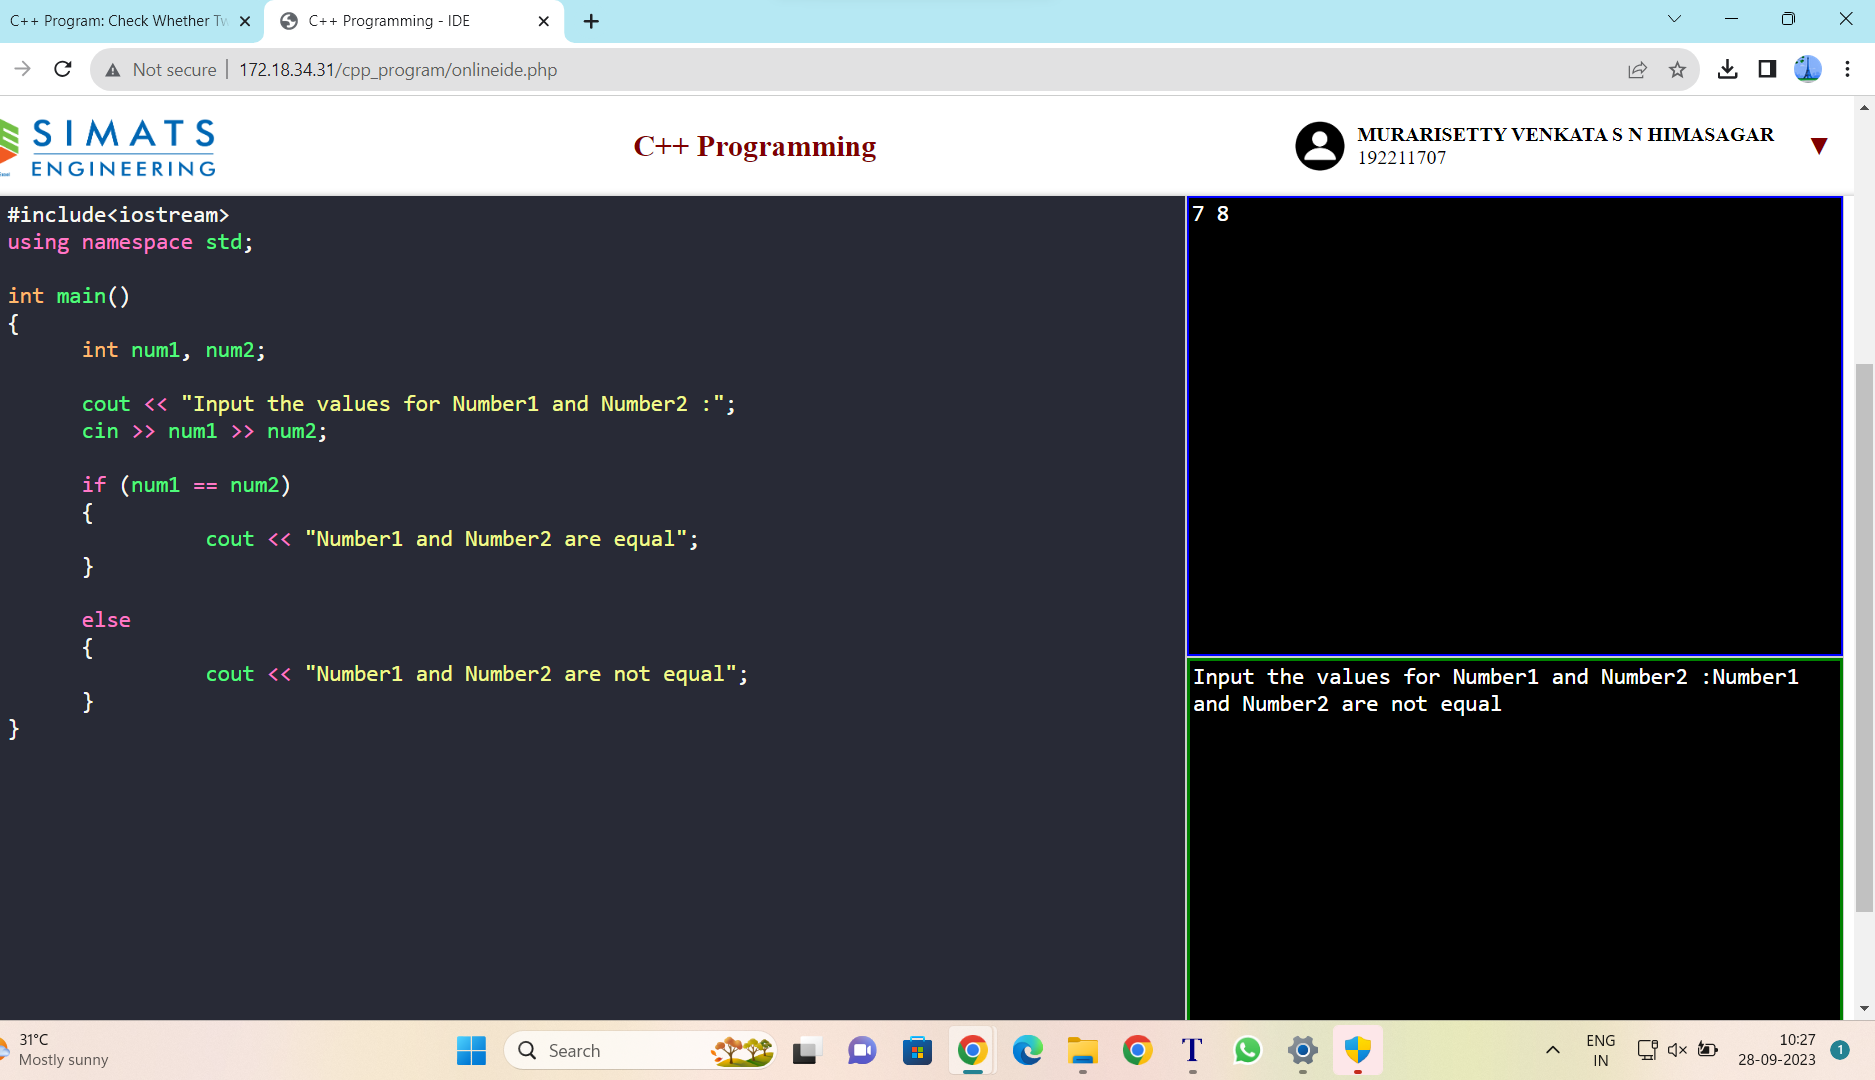 C++ Program: Check Whether Tw
C++ Programming - IDE
Not secure | 172.18.34.31/cpp_program/onlineide.php
SIMATS
ENGINEERING
C++ Programming
MURARISETTY VENKATA S N HIMASAGAR
192211707
#include<iostream>
using namespace std;
int main()
{
int num1, num2;
cout << "Input the values for Number1 and Number2 :";
cin >> num1 >> num2;
if (num1 == num2)
{
cout << "Number1 and Number2 are equal";
}
else
{
cout << "Number1 and Number2 are not equal";
}
}
7 8
Input the values for Number1 and Number2 :Number1
and Number2 are not equal
31°C
Mostly sunny
Search
T
ENG
IN
10:27
28-09-2023
1